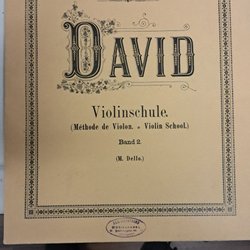 DAVID
Violinschule.
(Méthode de Violon. Violin School.)
Band 2.
(M. Dello.)